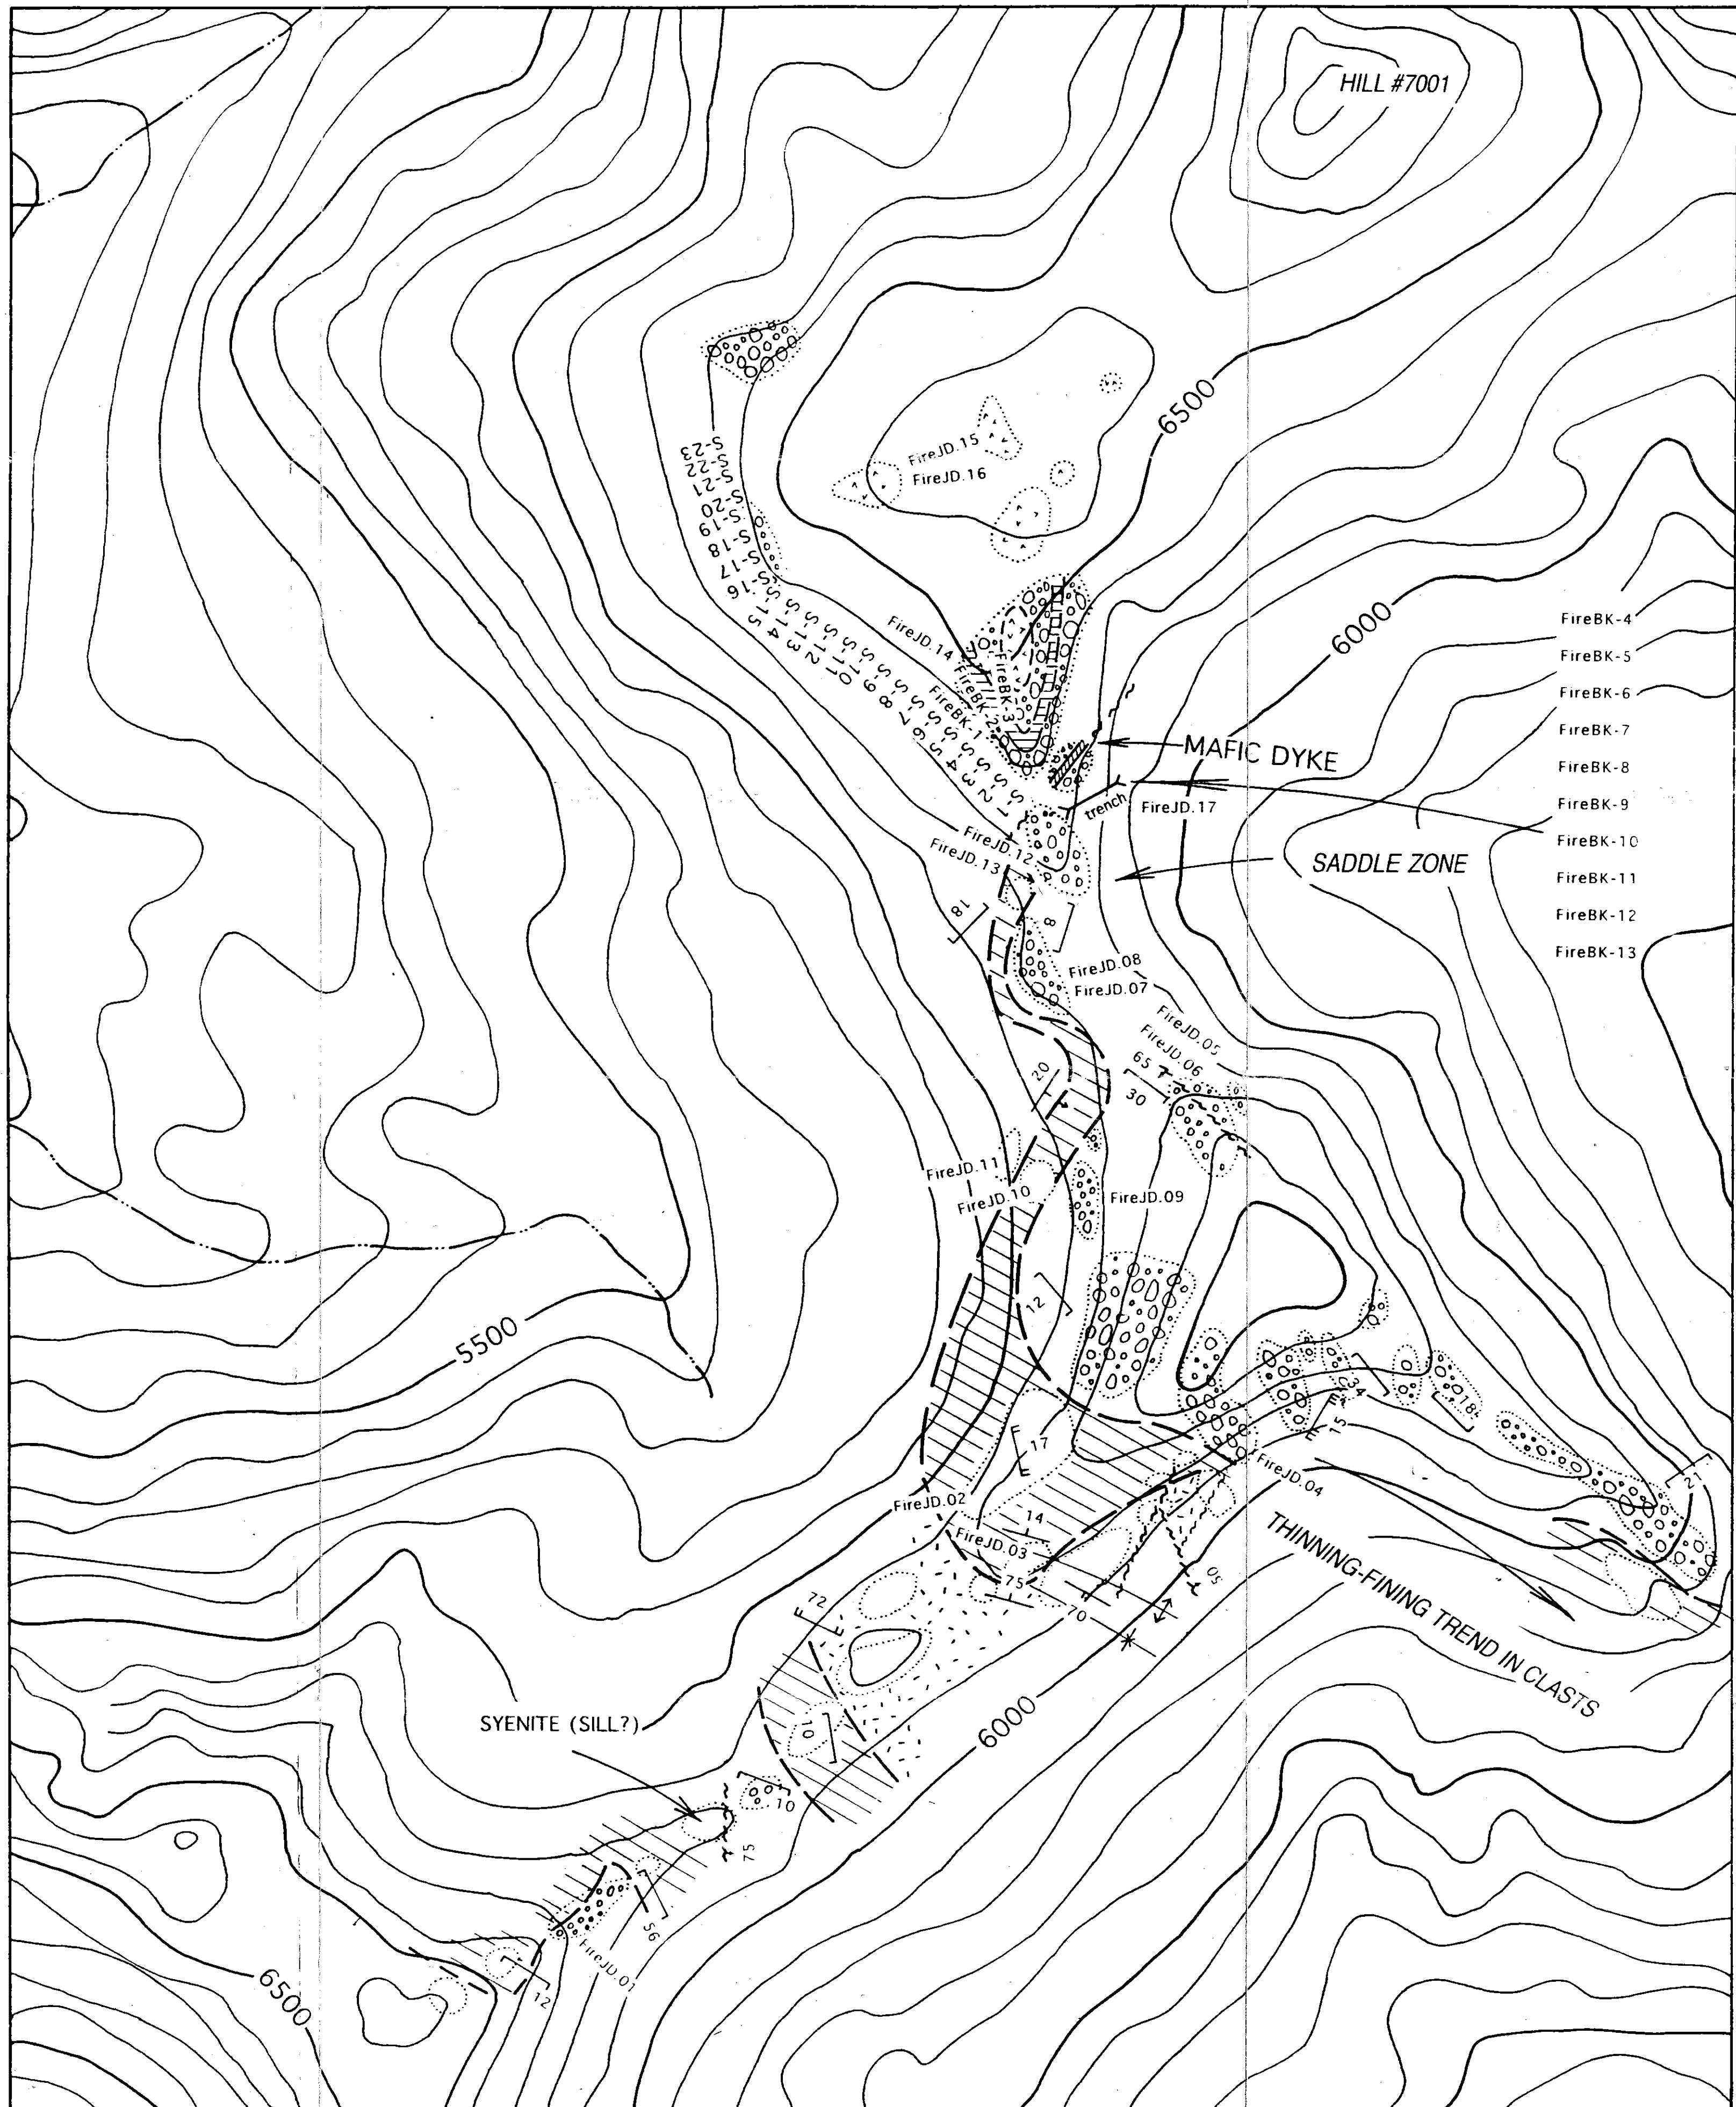 HILL #7001
6500
S-23
S-22
S-21
S-20
S-19
S-18
S-17
S-16
S-15
S-14
S-13
S-12
S-11
S-10
S-9
S-8
S-7
S-6
S-5
S-4
S-3
S-2
S-1
FireJD.15
FireJD.16
6000
FireBK-4
FireBK-5
FireBK-6
FireBK-7
FireBK-8
FireBK-9
FireBK-10
FireBK-11
FireBK-12
FireBK-13
FireJD.14
FireBK-3
FireBK-2
FireBK-1
MAFIC DYKE
trench
FireJD.17
FireJD.12
FireJD.13
SADDLE ZONE
18
8
FireJD.08
FireJD.07
FireJD.05
FireJD.06
65
30
20
FireJD.11
FireJD.10
FireJD.09
12
5500
34
18
15
17
21
FireJD.04
FireJD.02
14
FireJD.03
THINNING-FINING TREND IN CLASTS
75
50
72
70
10
6000
SYENITE (SILL?)
10
75
56
FireJD.01
12
6500